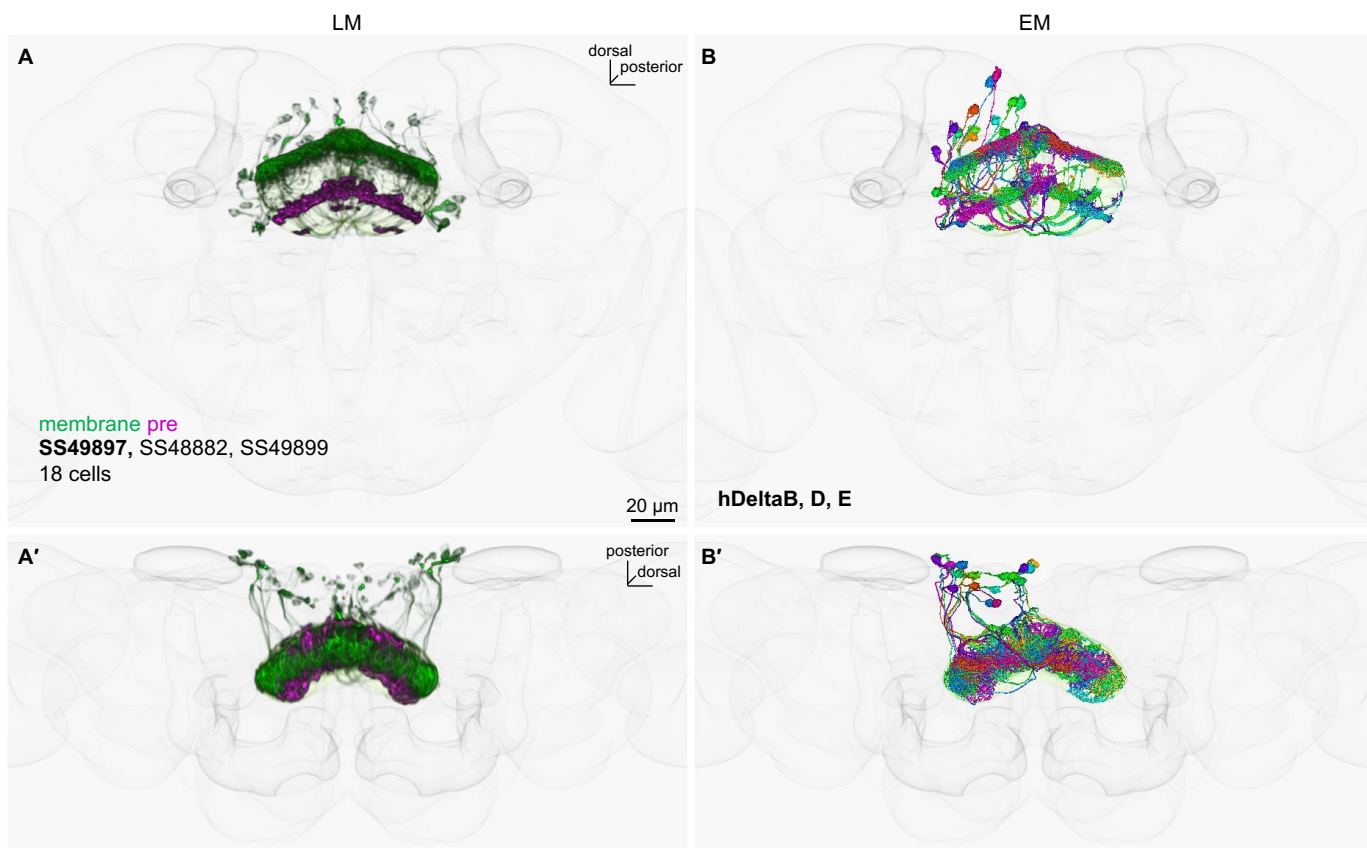 LM
EM
A
dorsal
posterior
B
membrane pre
SS49897, SS48882, SS49899
18 cells
20 µm
hDeltaB, D, E
A′
posterior
dorsal
B′